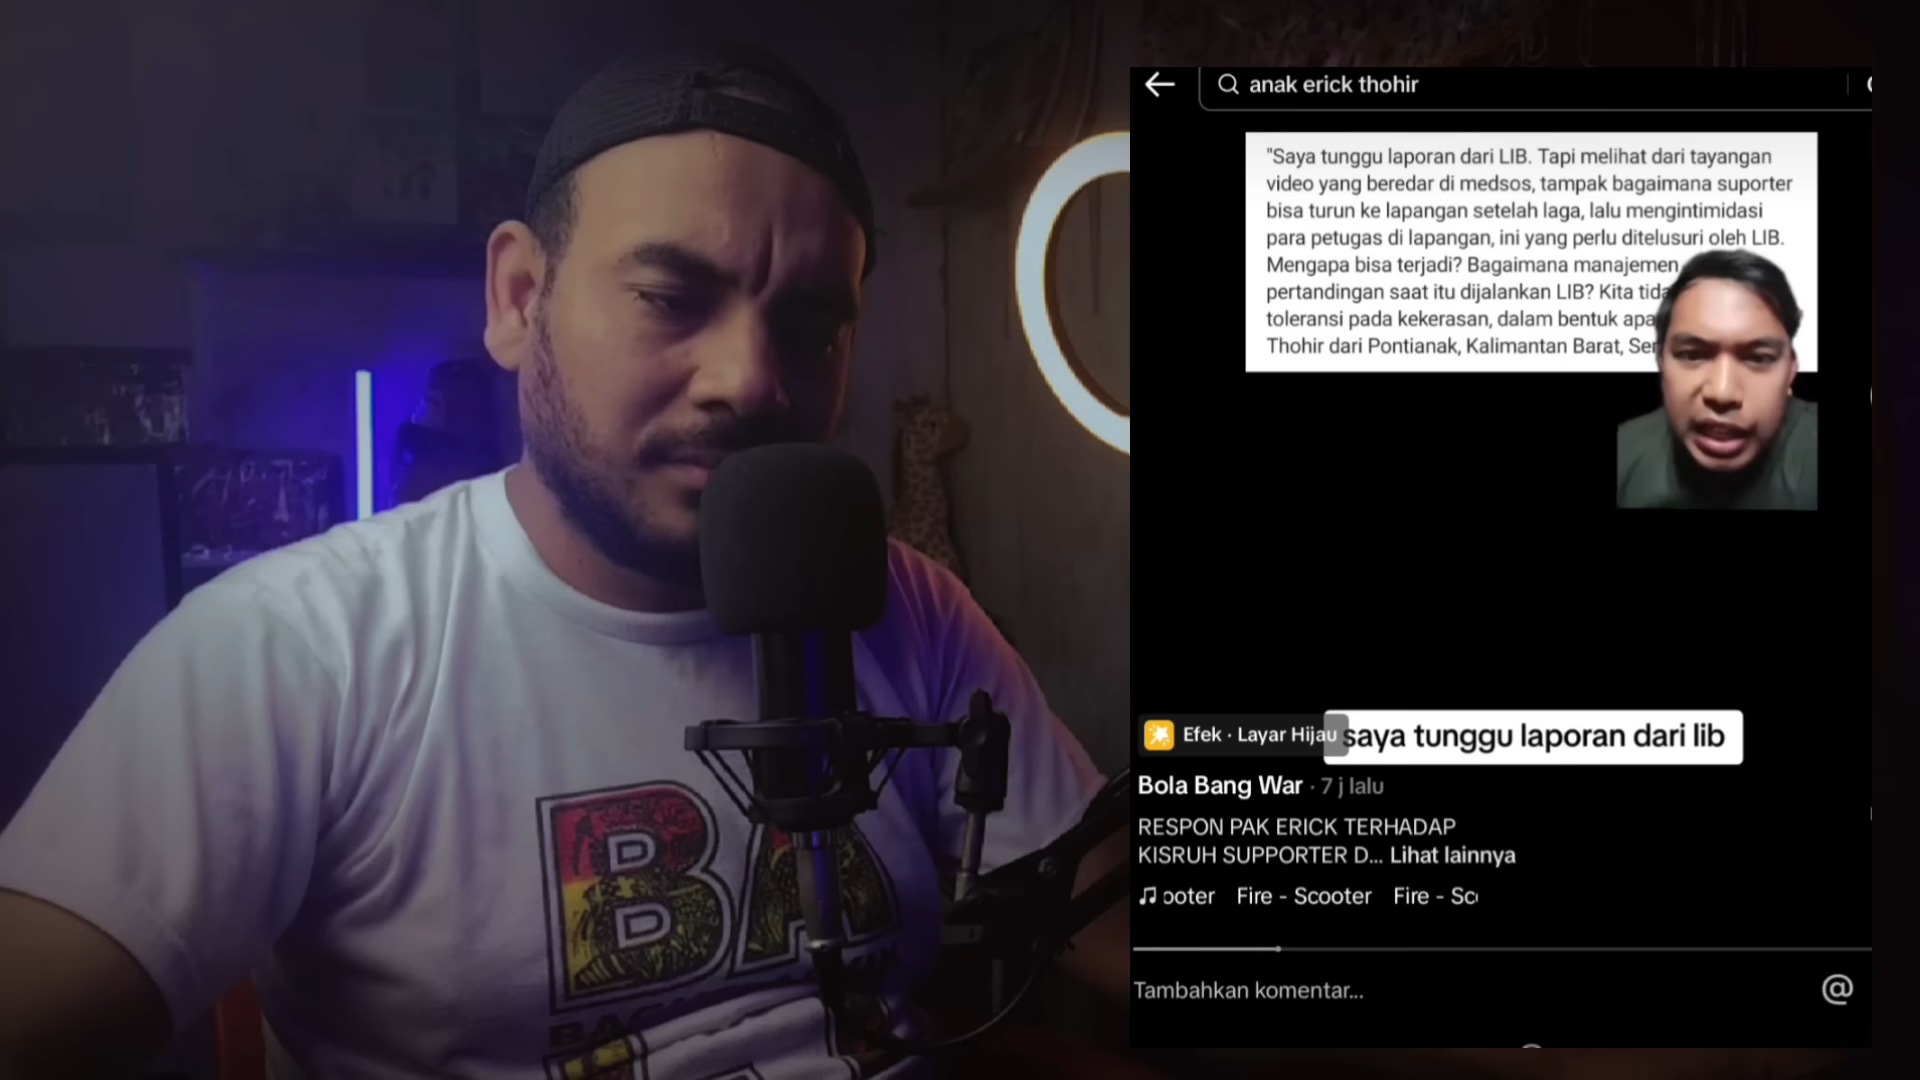 anak erick thohir
"Saya tunggu laporan dari LIB. Tapi melihat dari tayangan
video yang beredar di medsos, tampak bagaimana suporter
bisa turun ke lapangan setelah laga, lalu mengintimidasi
para petugas di lapangan, ini yang perlu ditelusuri oleh LIB.
Mengapa bisa terjadi? Bagaimana manajemen
pertandingan saat itu dijalankan LIB? Kita
toleransi pada kekerasan, dalam bentuk
Thohir dari Pontianak, Kalimantan Barat,
Efek · Layar Hijau
saya tunggu laporan dari lib
Bola Bang War · 7 j lalu
RESPON PAK ERICK TERHADAP
KISRUH SUPPORTER D... Lihat lainnya
Fire - Scooter Fire -
Tambahkan komentar...
@
BA